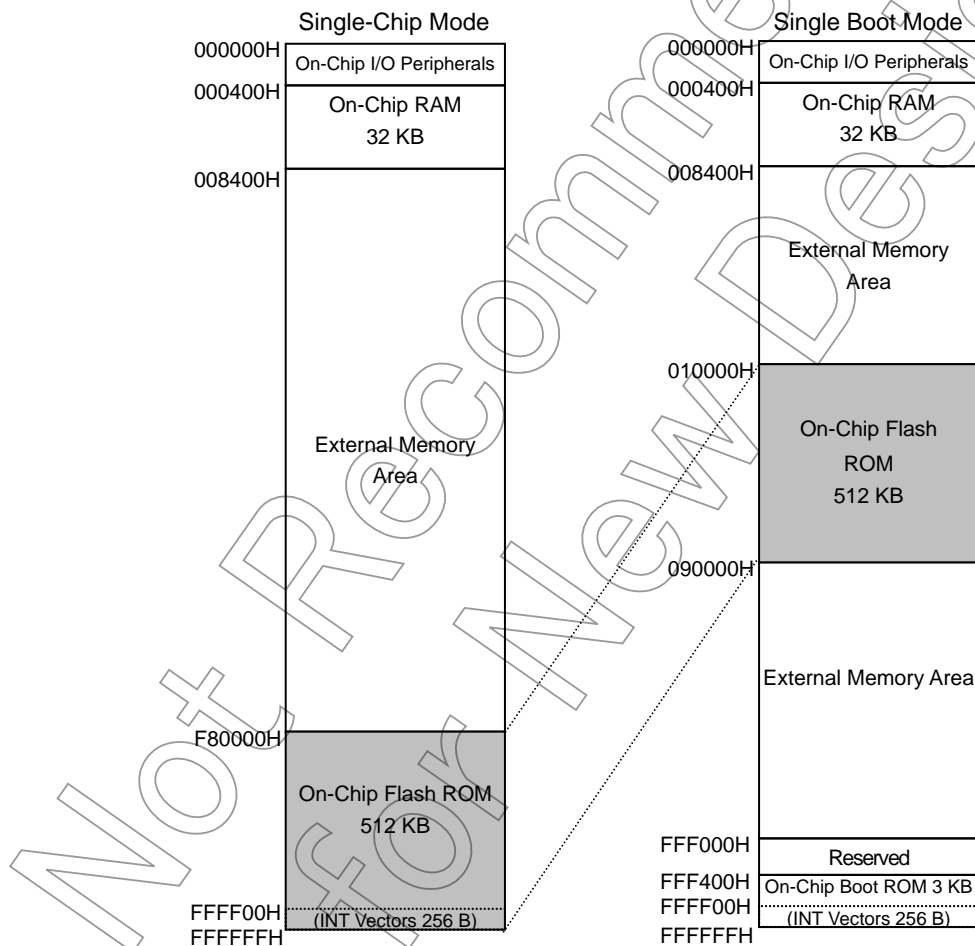 Single-Chip Mode
000000H
On-Chip I/O Peripherals
000400H
On-Chip RAM
32 KB
008400H
External Memory
Area
F80000H
On-Chip Flash ROM
512 KB
FFFF00H
(INT Vectors 256 B)
FFFFFFH
Single Boot Mode
000000H
On-Chip I/O Peripherals
000400H
On-Chip RAM
32 KB
008400H
External Memory
Area
010000H
On-Chip Flash
ROM
512 KB
090000H
External Memory Area
FFF000H
Reserved
FFF400H
On-Chip Boot ROM 3 KB
FFFF00H
(INT Vectors 256 B)
FFFFFFH
Not Recomme
for New Desi